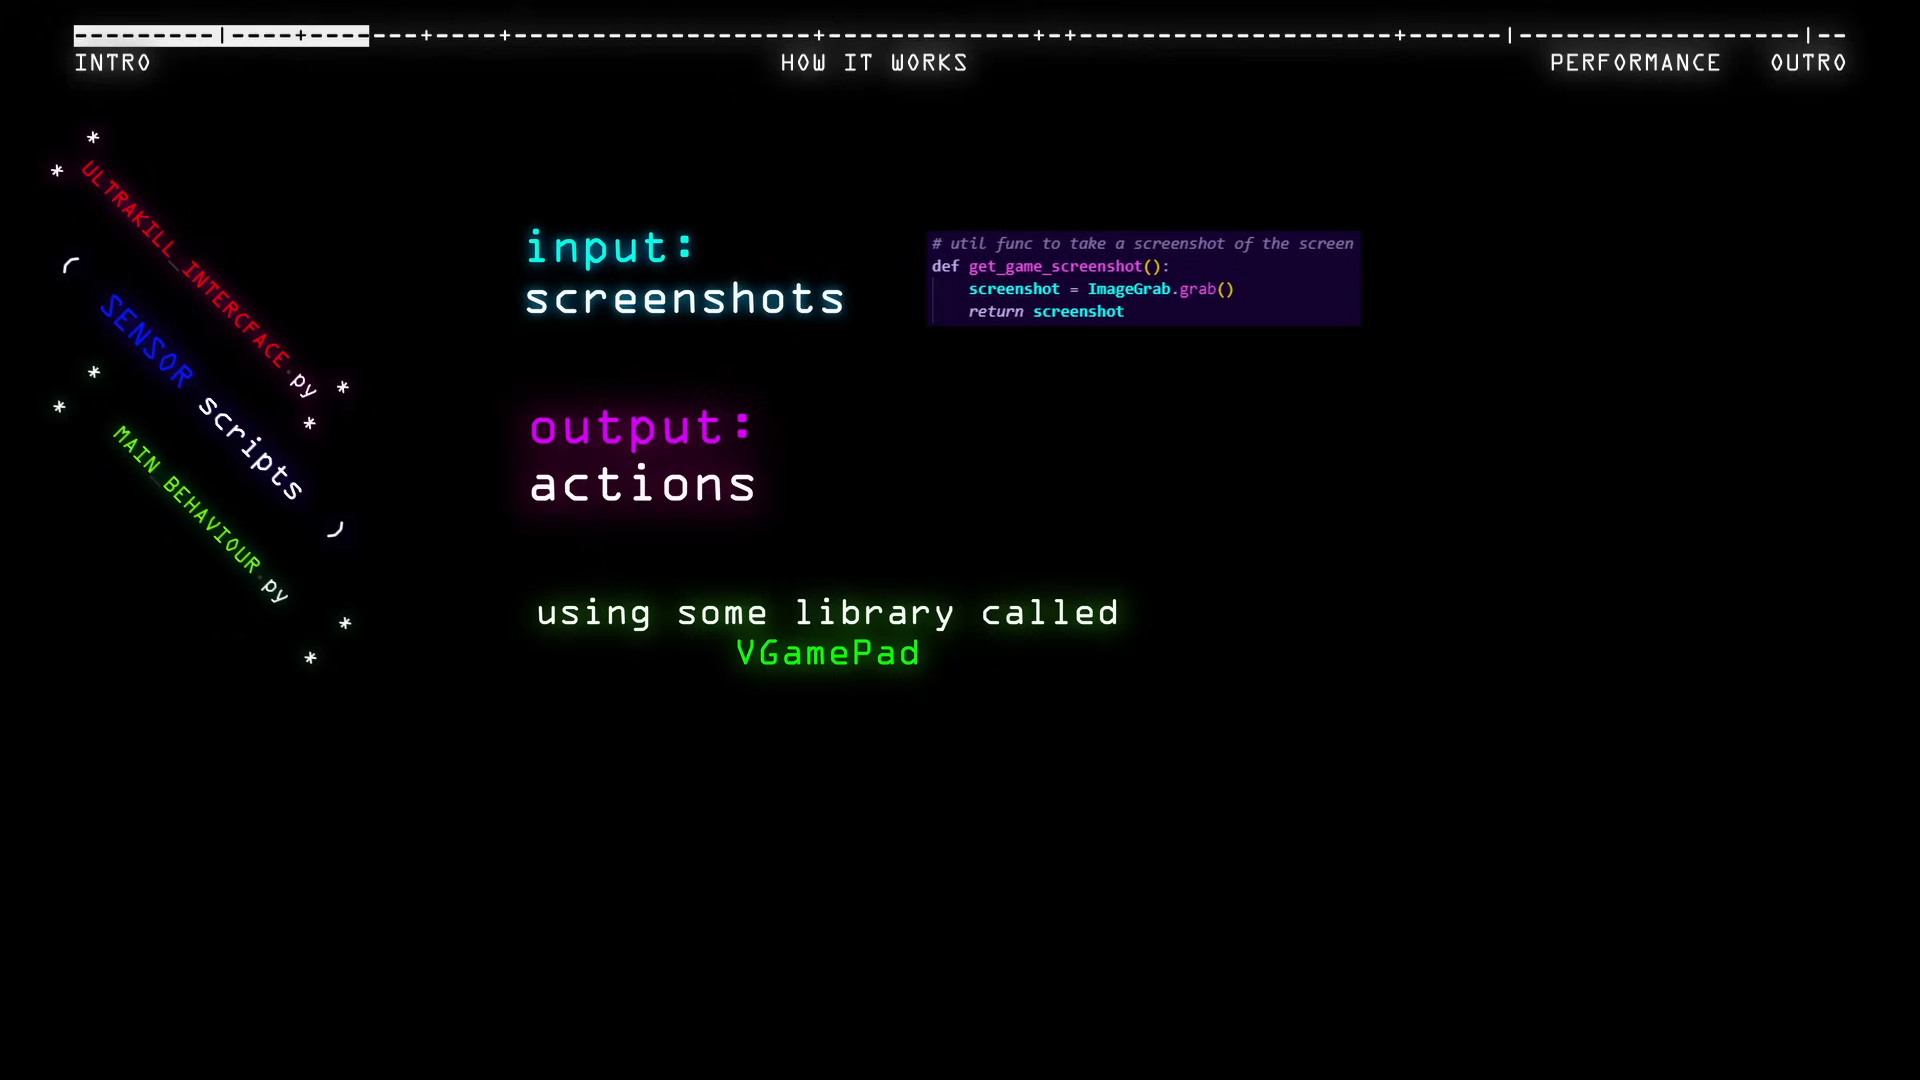 ---------|----+-------+----+-------------------+-------------+-+--------------------+------|------------------|--
INTRO HOW IT WORKS PERFORMANCE OUTRO
*
* ULTRAKILL_INTERCFACE.py *
*
( SENSOR scripts )
*
* MAIN_BEHAVIOUR.py *
*
input:
screenshots
# util func to take a screenshot of the screen
def get_game_screenshot():
screenshot = ImageGrab.grab()
return screenshot
output:
actions
using some library called
VGamePad